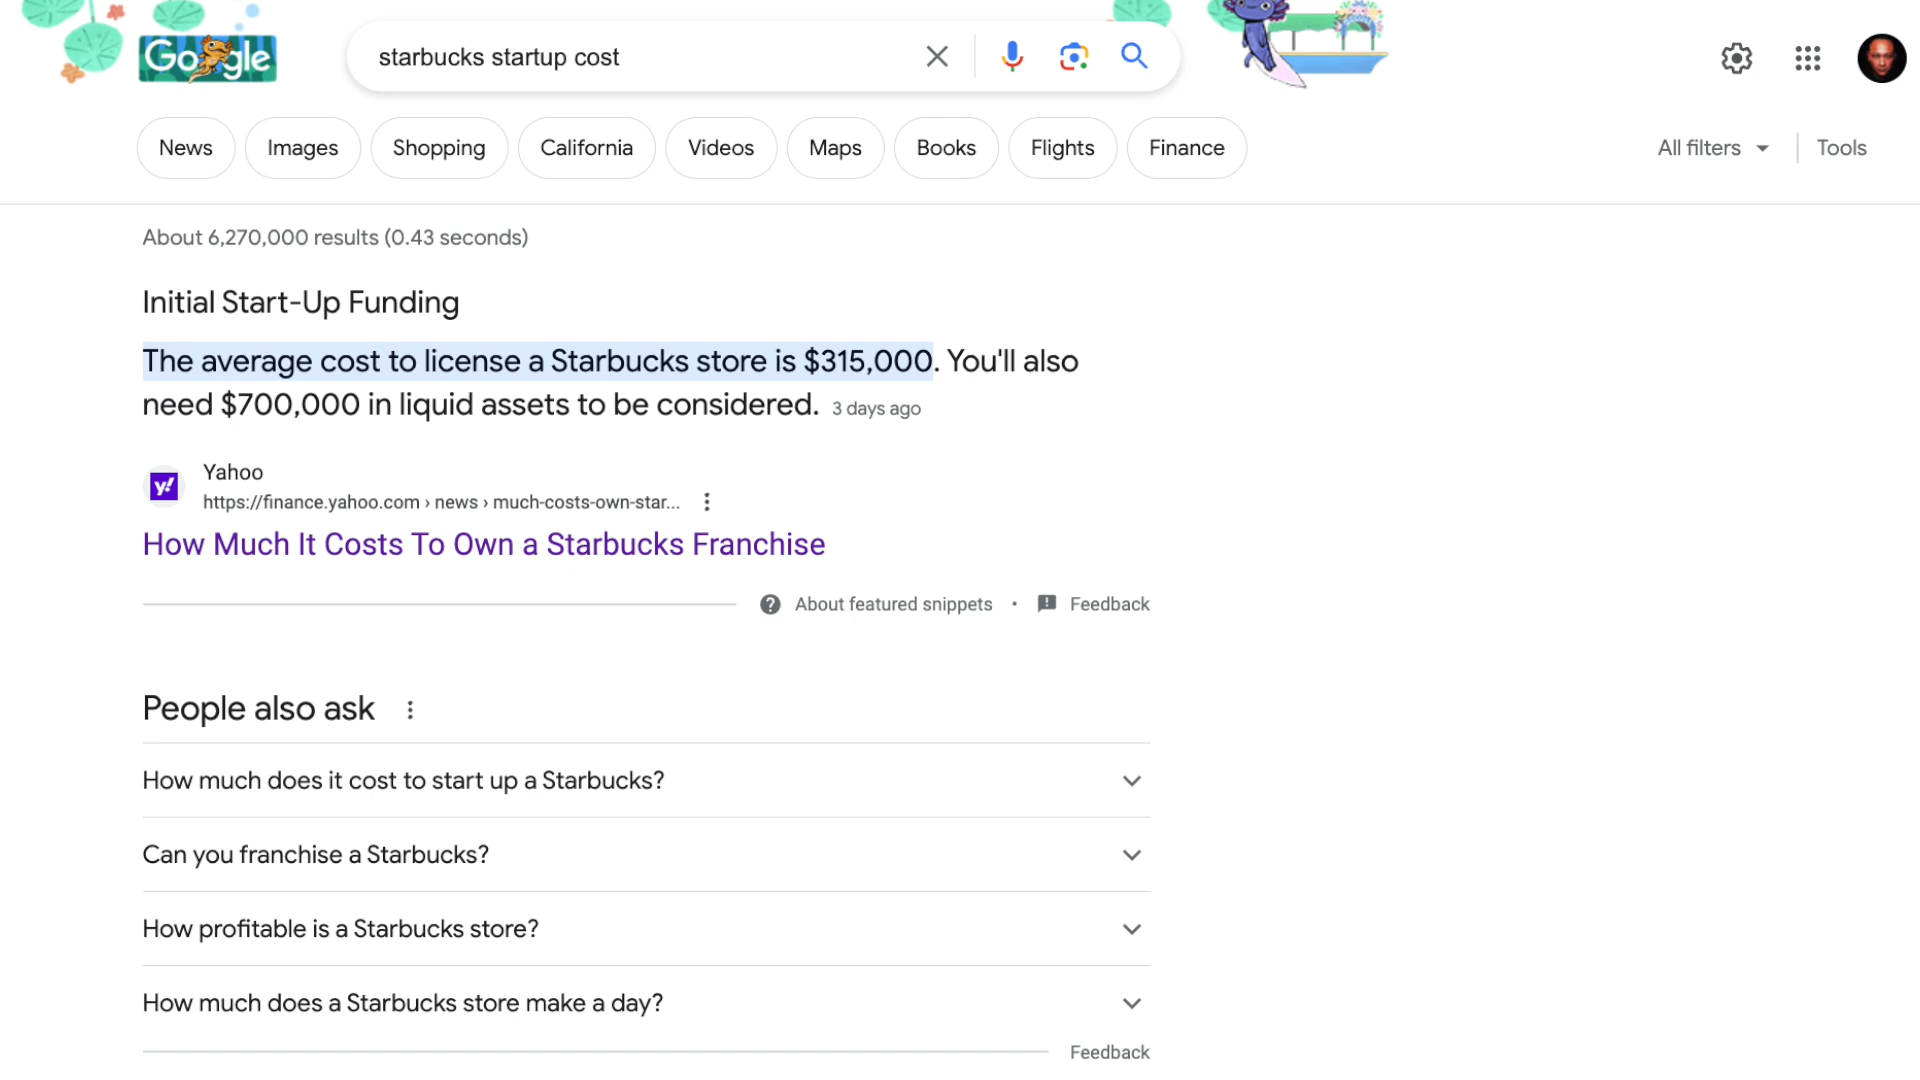 Google
starbucks startup cost
News Images Shopping California Videos Maps Books Flights Finance All filters Tools
About 6,270,000 results (0.43 seconds)
Initial Start-Up Funding
The average cost to license a Starbucks store is $315,000. You'll also
need $700,000 in liquid assets to be considered. 3 days ago
y!
Yahoo
https://finance.yahoo.com › news › much-costs-own-star...
How Much It Costs To Own a Starbucks Franchise
About featured snippets • Feedback
People also ask
How much does it cost to start up a Starbucks?
Can you franchise a Starbucks?
How profitable is a Starbucks store?
How much does a Starbucks store make a day?
Feedback